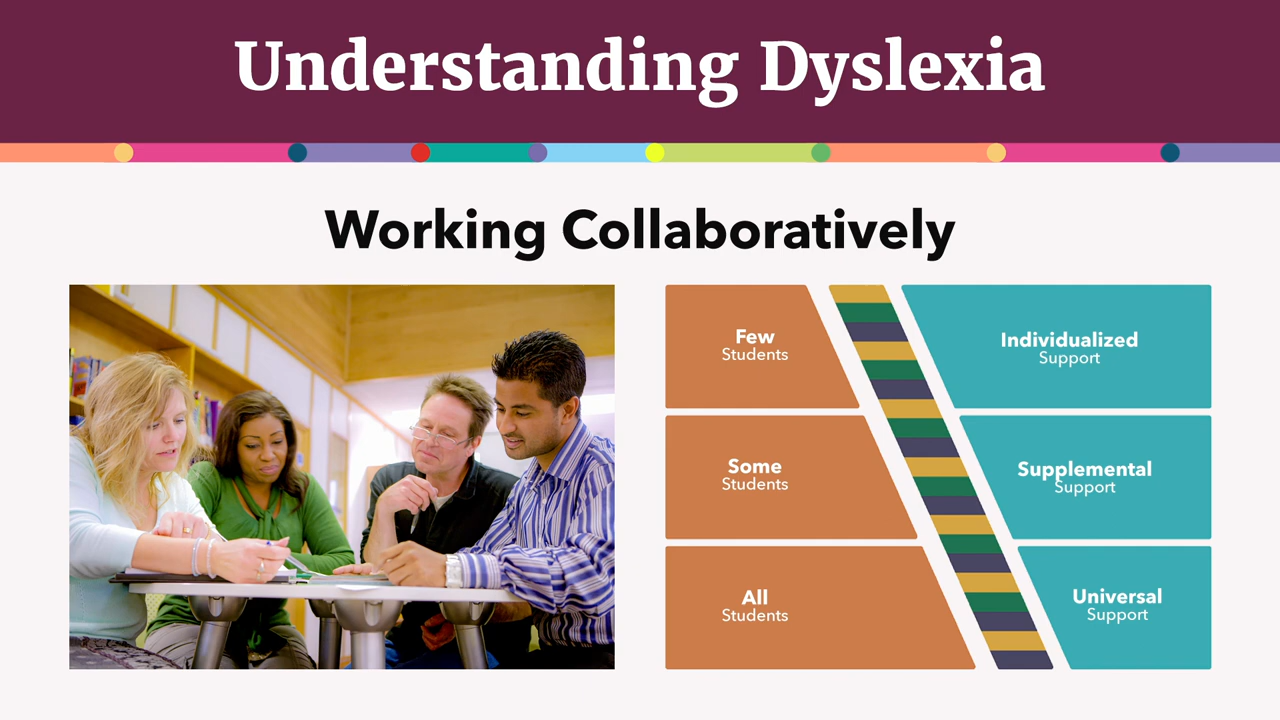 Understanding Dyslexia
Working Collaboratively
Few
Students
Individualized
Support
Some
Students
Supplemental
Support
All
Students
Universal
Support